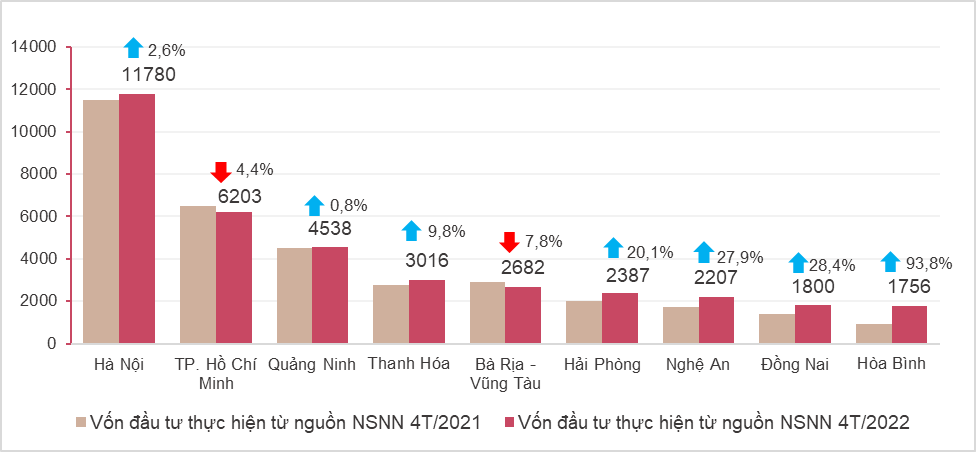 14000
12000
10000
8000
6000
4000
2000
0
2,6%
11780
4,4%
6203
0,8%
4538
9,8%
3016
7,8%
2682
20,1%
2387
27,9%
2207
28,4%
1800
93,8%
1756
Hà Nội
TP. Hồ Chí
Minh
Quảng Ninh
Thanh Hóa
Bà Rịa -
Vũng Tàu
Hải Phòng
Nghệ An
Đồng Nai
Hòa Bình
Vốn đầu tư thực hiện từ nguồn NSNN 4T/2021
Vốn đầu tư thực hiện từ nguồn NSNN 4T/2022